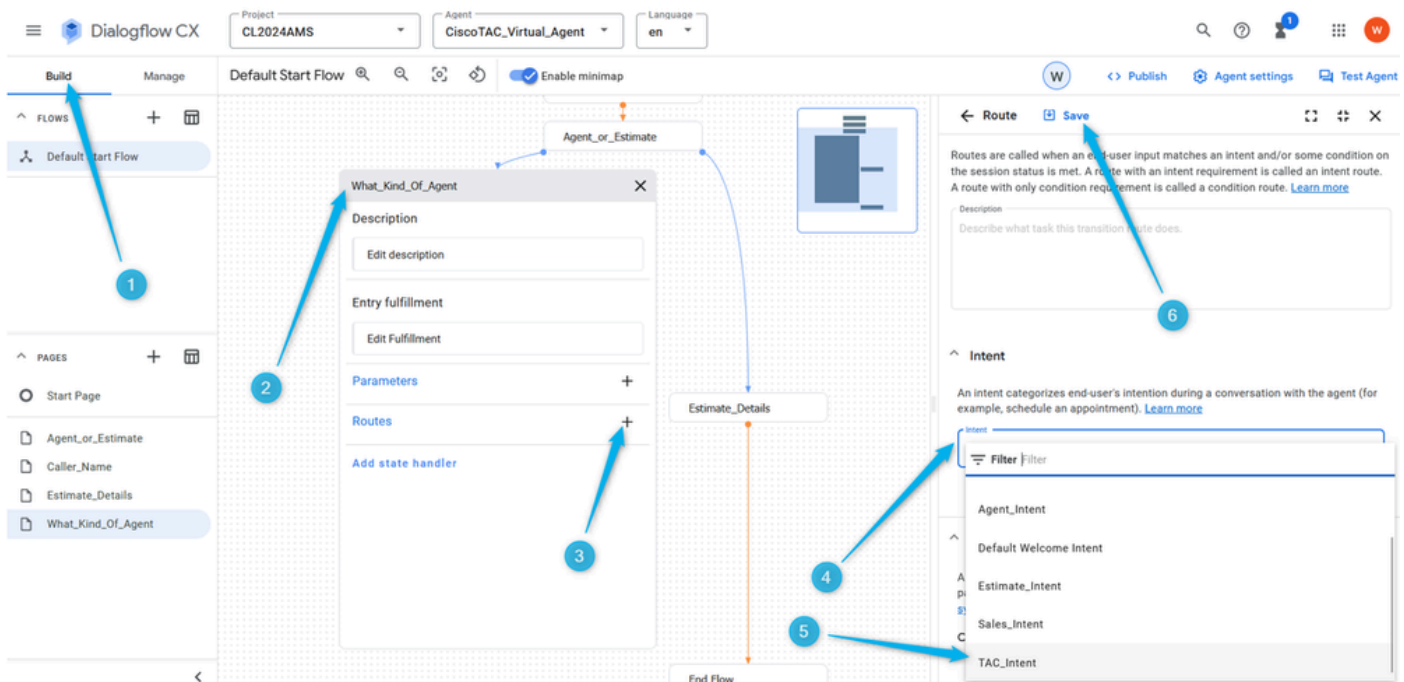 Dialogflow CX
Project
CL2024AMS
Agent
CiscoTAC_Virtual_Agent
Language
en
1
W
Build
Manage
Default Start Flow
Enable minimap
W
Publish
Agent settings
Test Agent
FLOWS
Default Start Flow
PAGES
Start Page
Agent_or_Estimate
Caller_Name
Estimate_Details
What_Kind_Of_Agent
Agent_or_Estimate
What_Kind_Of_Agent
Description
Edit description
Entry fulfillment
Edit Fulfillment
Parameters
Routes
Add state handler
Estimate_Details
End Flow
Route
Save
Routes are called when an end-user input matches an intent and/or some condition on
the session status is met. A route with an intent requirement is called an intent route.
A route with only condition requirement is called a condition route. Learn more
Description
Describe what task this transition route does.
Intent
An intent categorizes end-user's intention during a conversation with the agent (for
example, schedule an appointment). Learn more
Intent
Filter Filter
Agent_Intent
Default Welcome Intent
Estimate_Intent
Sales_Intent
TAC_Intent
1
2
3
4
5
6